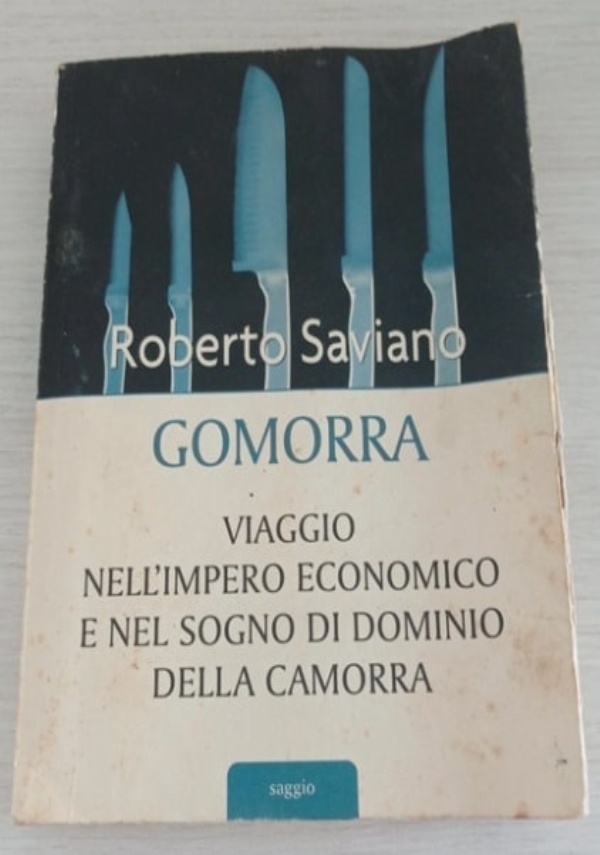 Roberto Saviano
GOMORRA
VIAGGIO
NELL'IMPERO ECONOMICO
E NEL SOGNO DI DOMINIO
DELLA CAMORRA
saggio